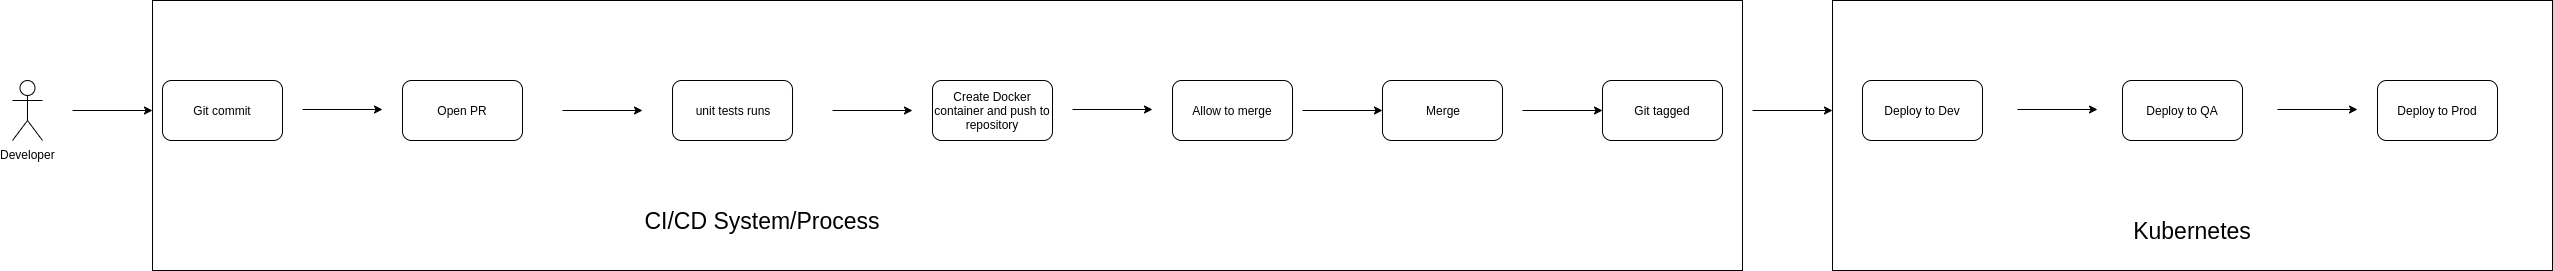 Developer
Git commit
Open PR
unit tests runs
Create Docker
container and push to
repository
Allow to merge
Merge
Git tagged
CI/CD System/Process
Deploy to Dev
Deploy to QA
Deploy to Prod
Kubernetes